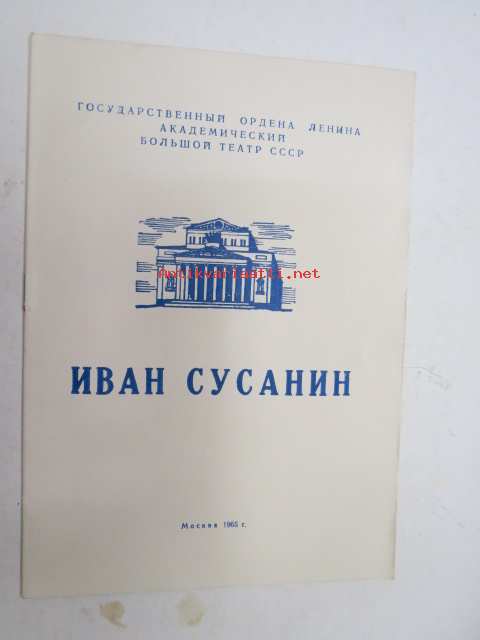 ГОСУДАРСТВЕННЫЙ ОРДЕНА ЛЕНИНА
АКАДЕМИЧЕСКИЙ
БОЛЬШОЙ ТЕАТР СССР
Antikvariaatti.net
ИВАН СУСАНИН
Москва 1965 г.